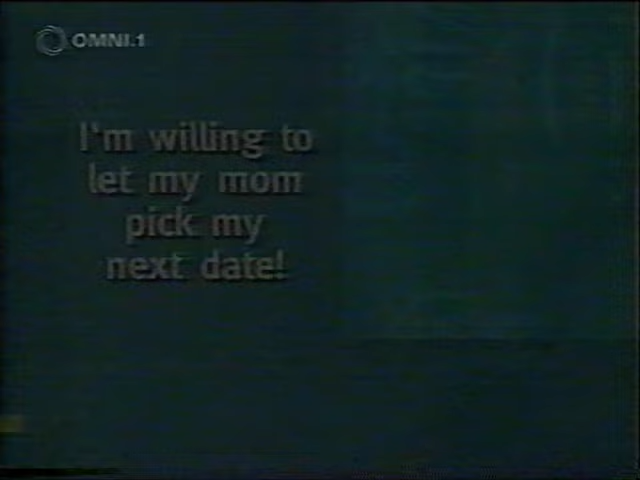 OMNI.1
I'm willing to
let my mom
pick my
next date!